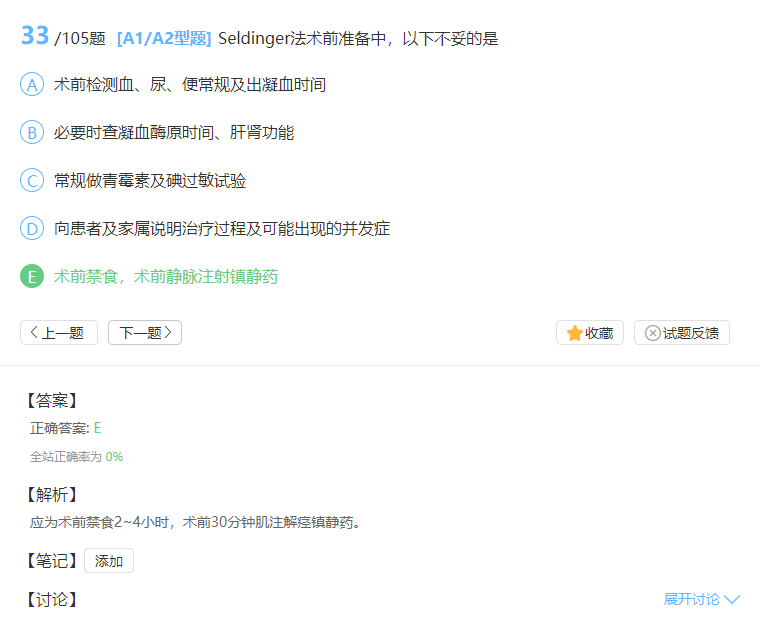 33 /105题 [A1/A2型题] Seldinger法术前准备中，以下不妥的是
A 术前检测血、尿、便常规及出凝血时间
B 必要时查凝血酶原时间、肝肾功能
C 常规做青霉素及碘过敏试验
D 向患者及家属说明治疗过程及可能出现的并发症
E 术前禁食，术前静脉注射镇静药
上一题 下一题 收藏 试题反馈
【答案】
正确答案: E
全站正确率为 0%
【解析】
应为术前禁食2~4小时，术前30分钟肌注解痉镇静药。
【笔记】 添加
【讨论】 展开讨论